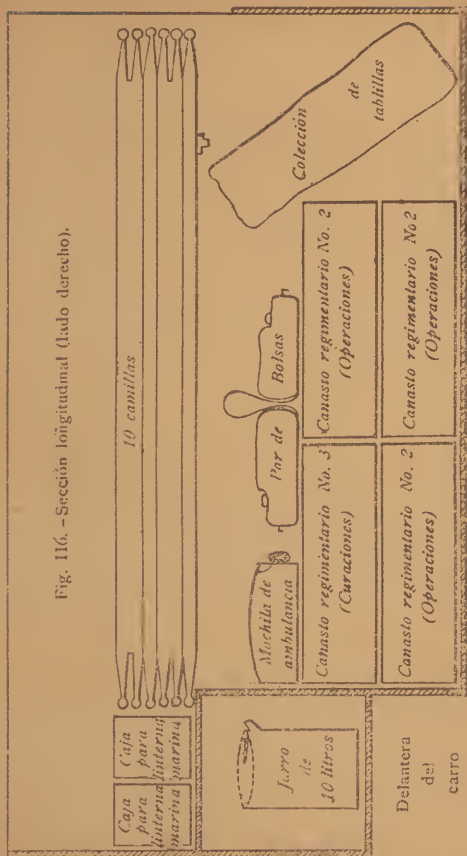 Fig. 116. - Sección longitudinal (lado derecho).
10 camillas
Caja
para
linterna
marina
Caja
para
linterna
marina
Jarro
de
10 litros
Delantera
del
carro
Mochila de
ambulancia
Par de Bolsas
Colección
de
tablillas
Canasto regimentario No. 3
(Curaciones)
Canasto regimentario No. 2
(Operaciones)
Canasto regimentario No. 2
(Operaciones)
Canasto regimentario No 2
(Operaciones)